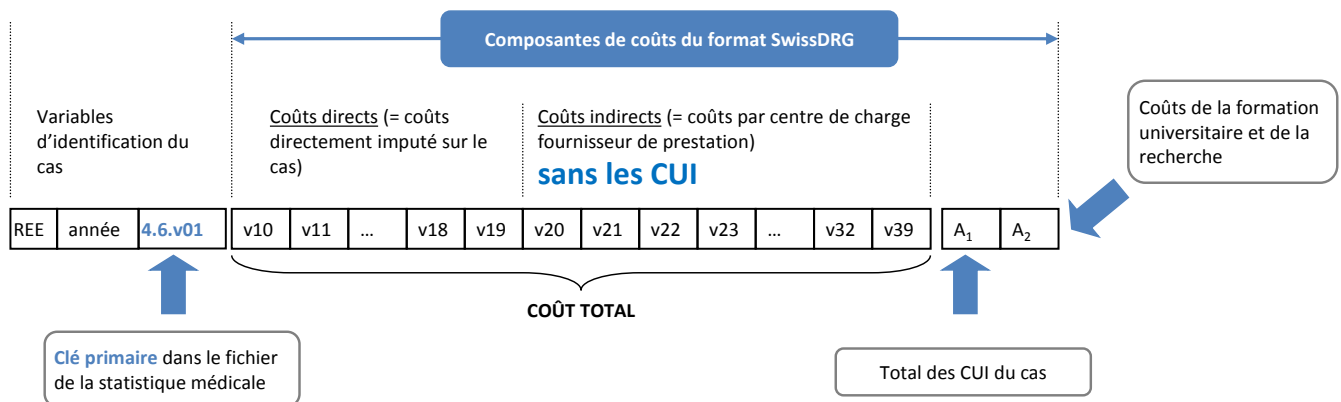 Composantes de coûts du format SwissDRG
Variables
d’identification du
cas
Coûts directs (= coûts
directement imputé sur le
cas)
Coûts indirects (= coûts par centre de charge
fournisseur de prestation)
sans les CUI
Coûts de la formation
universitaire et de la
recherche
REE année 4.6.v01 v10 v11 … v18 v19 v20 v21 v22 v23 … v32 v39 A₁ A₂
COÛT TOTAL
Clé primaire dans le fichier
de la statistique médicale
Total des CUI du cas